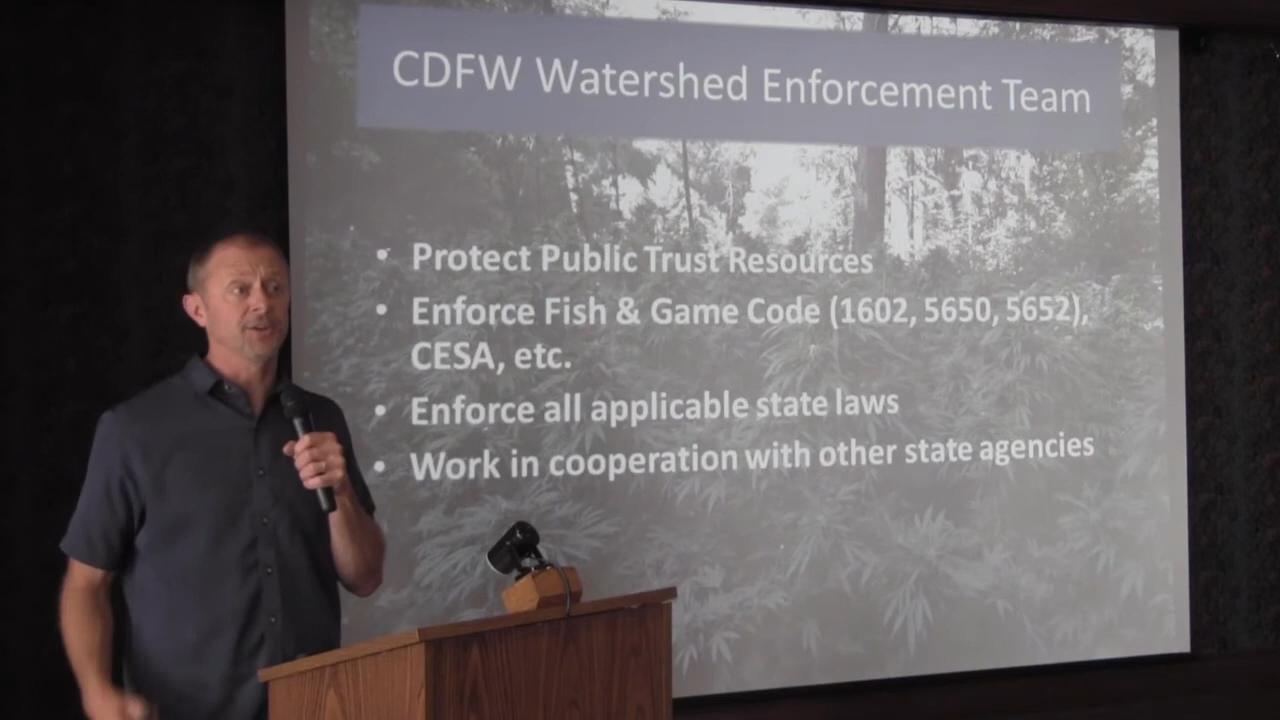 CDFW Watershed Enforcement Team
• Protect Public Trust Resources
• Enforce Fish & Game Code (1602, 5650, 5652),
CESA, etc.
• Enforce all applicable state laws
• Work in cooperation with other state agencies